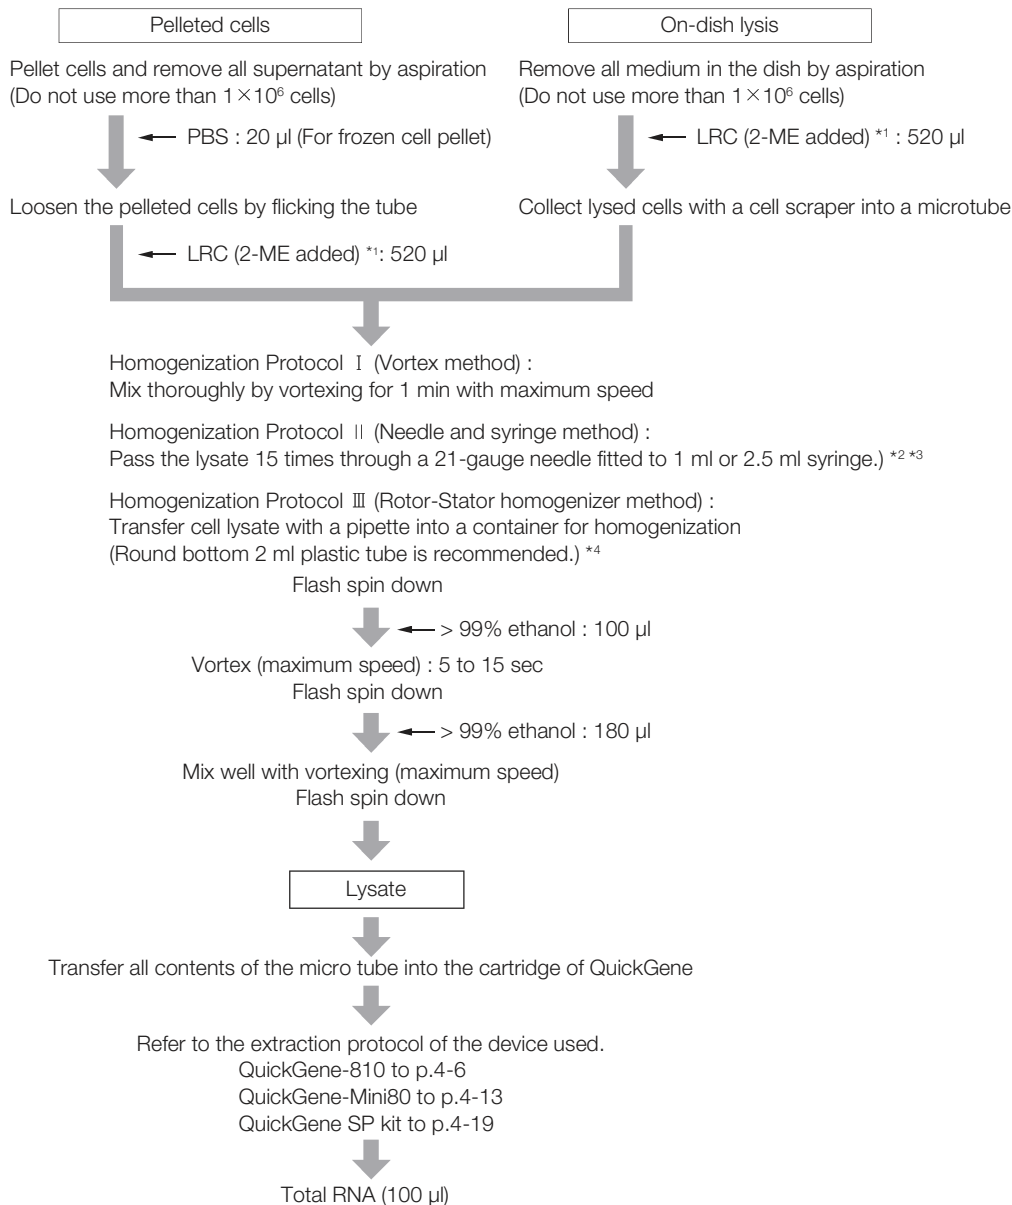 Pelleted cells
Pellet cells and remove all supernatant by aspiration
(Do not use more than 1×10⁶ cells)
PBS : 20 µl (For frozen cell pellet)
Loosen the pelleted cells by flicking the tube
LRC (2-ME added) *1: 520 µl
On-dish lysis
Remove all medium in the dish by aspiration
(Do not use more than 1×10⁶ cells)
LRC (2-ME added) *1 : 520 µl
Collect lysed cells with a cell scraper into a microtube
Homogenization Protocol Ⅰ (Vortex method) :
Mix thoroughly by vortexing for 1 min with maximum speed
Homogenization Protocol Ⅱ (Needle and syringe method) :
Pass the lysate 15 times through a 21-gauge needle fitted to 1 ml or 2.5 ml syringe.) *2 *3
Homogenization Protocol Ⅲ (Rotor-Stator homogenizer method) :
Transfer cell lysate with a pipette into a container for homogenization
(Round bottom 2 ml plastic tube is recommended.) *4
Flash spin down
> 99% ethanol : 100 µl
Vortex (maximum speed) : 5 to 15 sec
Flash spin down
> 99% ethanol : 180 µl
Mix well with vortexing (maximum speed)
Flash spin down
Lysate
Transfer all contents of the micro tube into the cartridge of QuickGene
Refer to the extraction protocol of the device used.
QuickGene-810 to p.4-6
QuickGene-Mini80 to p.4-13
QuickGene SP kit to p.4-19
Total RNA (100 µl)